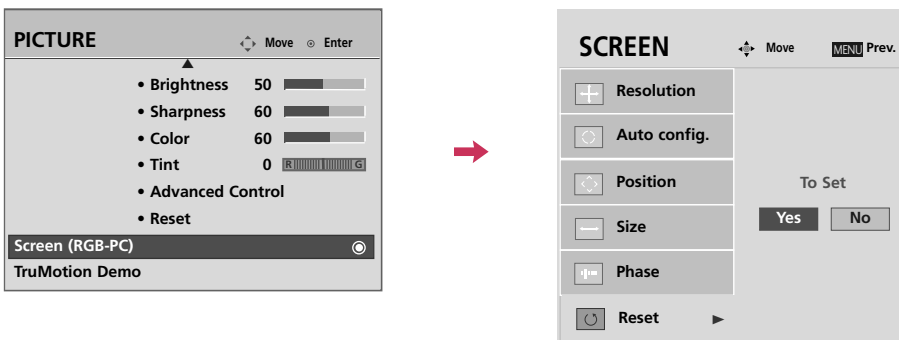 PICTURE
Move
Enter
• Brightness 50
• Sharpness 60
• Color 60
• Tint 0 R G
• Advanced Control
• Reset
Screen (RGB-PC)
TruMotion Demo
SCREEN
Move
MENU Prev.
Resolution
Auto config.
Position
Size
Phase
Reset
To Set
Yes No